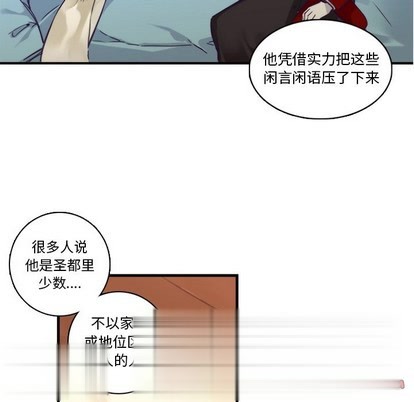 他凭借实力把这些
闲言闲语压了下来
很多人说
他是圣都里
少数....
不以家
或地位
人的